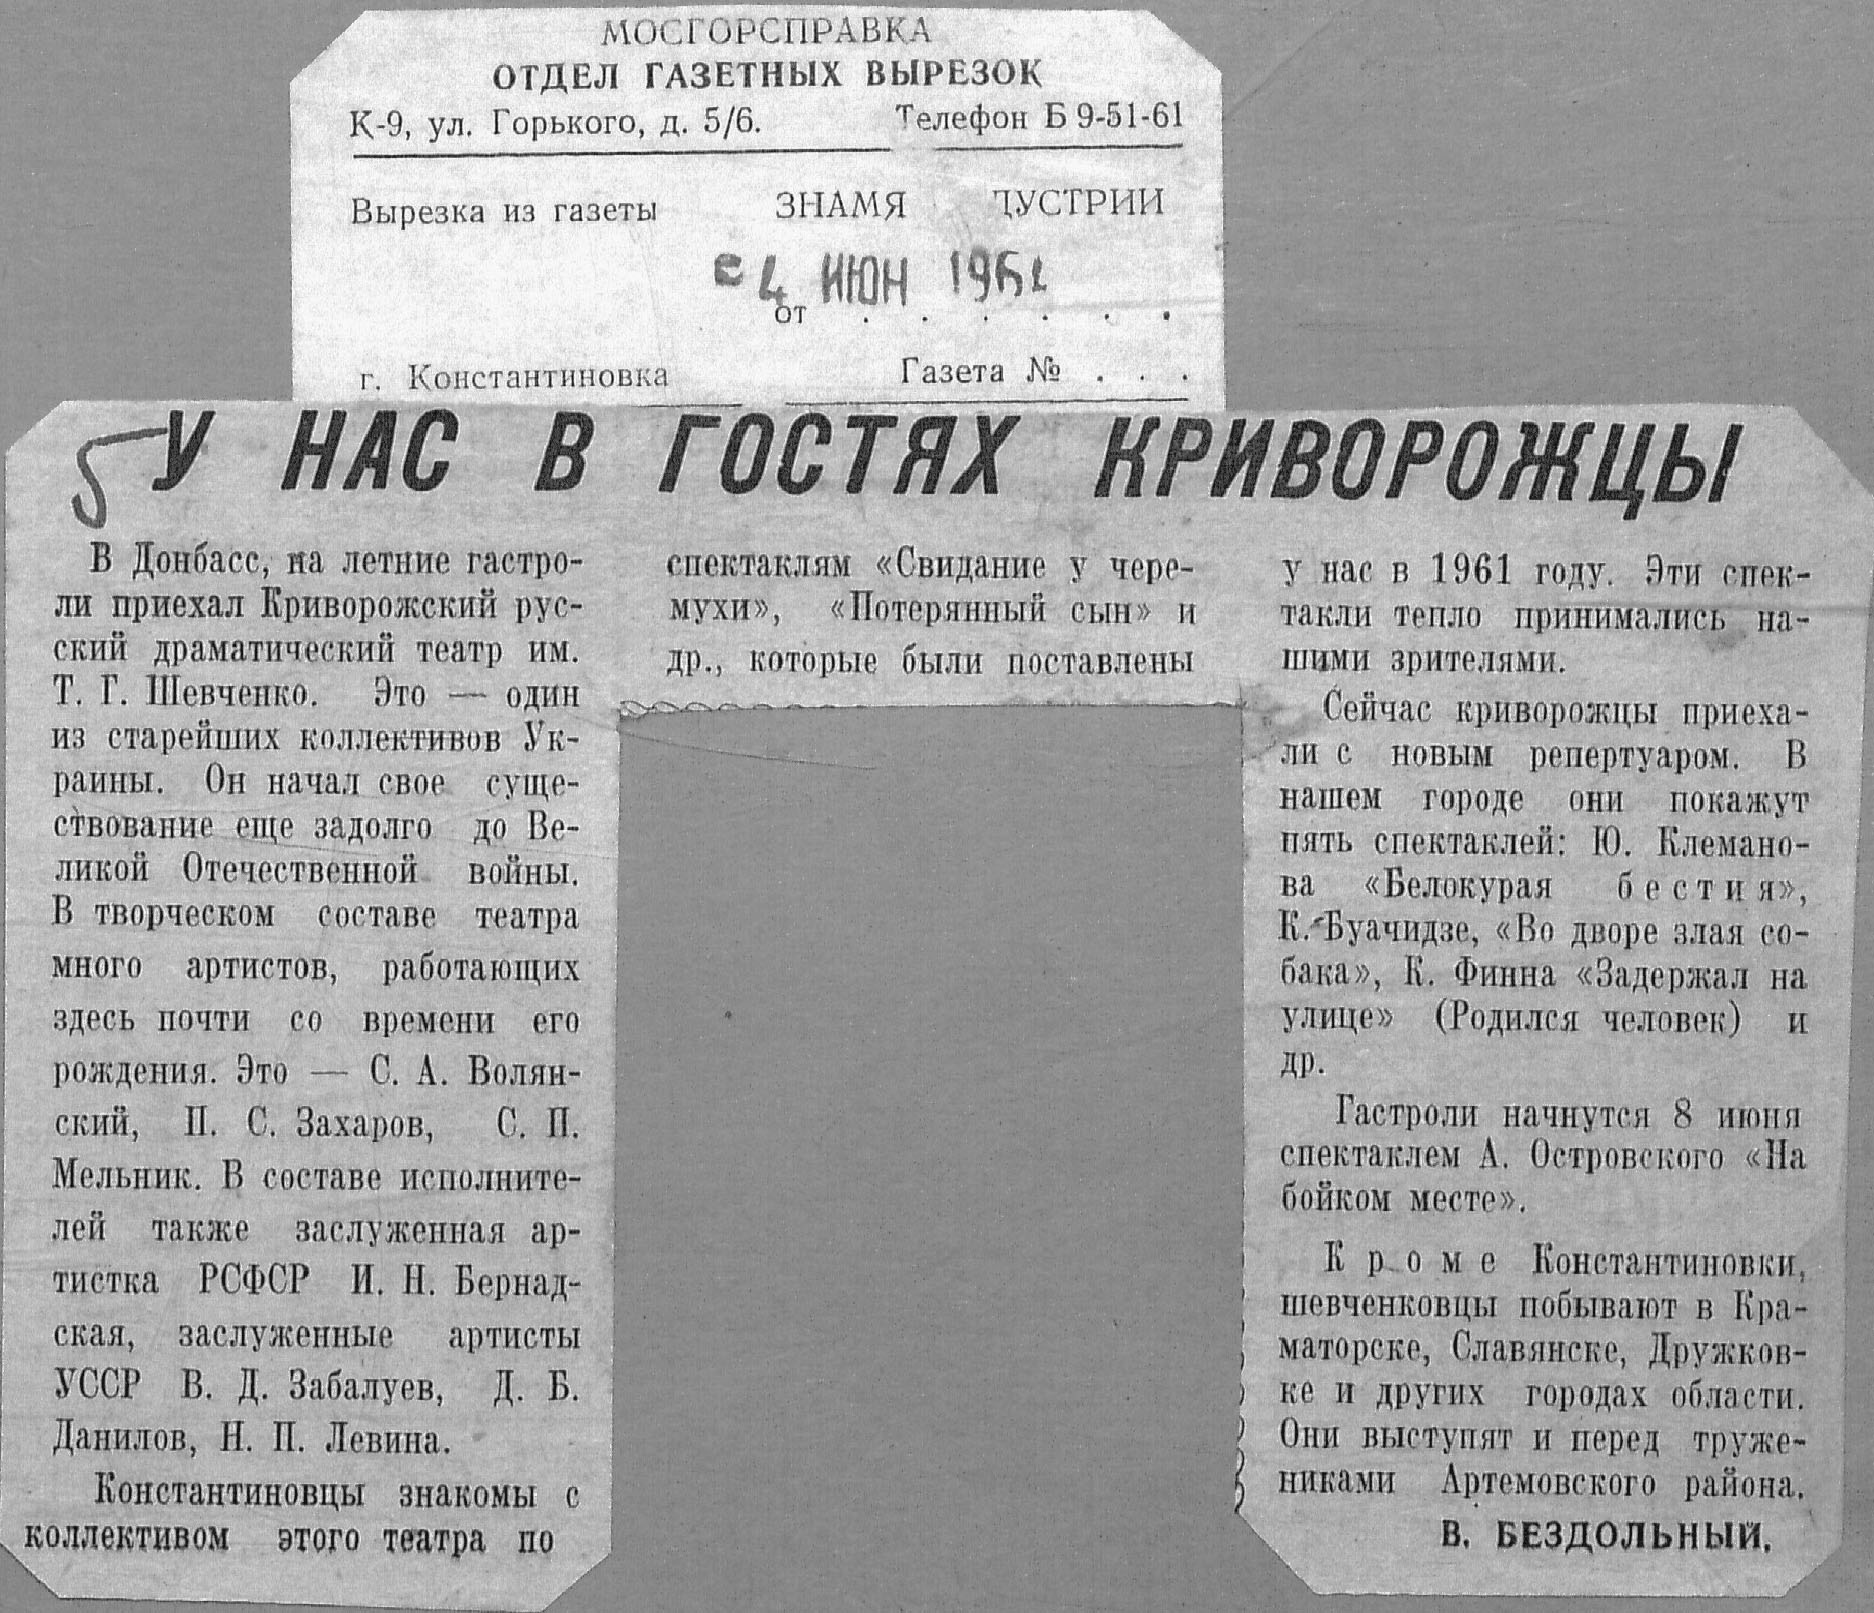 МОСГОРСПРАВКА
ОТДЕЛ ГАЗЕТНЫХ ВЫРЕЗОК
К-9, ул. Горького, д. 5/6. Телефон Б 9-51-61
Вырезка из газеты ЗНАМЯ ДУСТРИИ
4 ИЮН 196
от . . . . . .
г. Константиновка Газета № . . .
У НАС В ГОСТЯХ КРИВОРОЖЦЫ
В Донбасс, на летние гастро-
ли приехал Криворожский рус-
ский драматический театр им.
Т. Г. Шевченко. Это — один
из старейших коллективов Ук-
раины. Он начал свое суще-
ствование еще задолго до Ве-
ликой Отечественной войны.
В творческом составе театра
много артистов, работающих
здесь почти со времени его
рождения. Это — С. А. Волян-
ский, П. С. Захаров, С. П.
Мельник. В составе исполните-
лей также заслуженная ар-
тистка РСФСР И. Н. Бернад-
ская, заслуженные артисты
УССР В. Д. Забалуев, Д. Б.
Данилов, Н. П. Левина.
Константиновцы знакомы с
коллективом этого театра по
спектаклям «Свидание у чере-
мухи», «Потерянный сын» и
др., которые были поставлены
у нас в 1961 году. Эти спек-
такли тепло принимались на-
шими зрителями.
Сейчас криворожцы приеха-
ли с новым репертуаром. В
нашем городе они покажут
пять спектаклей: Ю. Клемано-
ва «Белокурая бестия»,
К. Буачидзе, «Во дворе злая со-
бака», К. Финна «Задержал на
улице» (Родился человек) и
др.
Гастроли начнутся 8 июня
спектаклем А. Островского «На
бойком месте».
Кроме Константиновки,
шевченковцы побывают в Кра-
маторске, Славянске, Дружков-
ке и других городах области.
Они выступят и перед труже-
никами Артемовского района.
В. БЕЗДОЛЬНЫЙ.